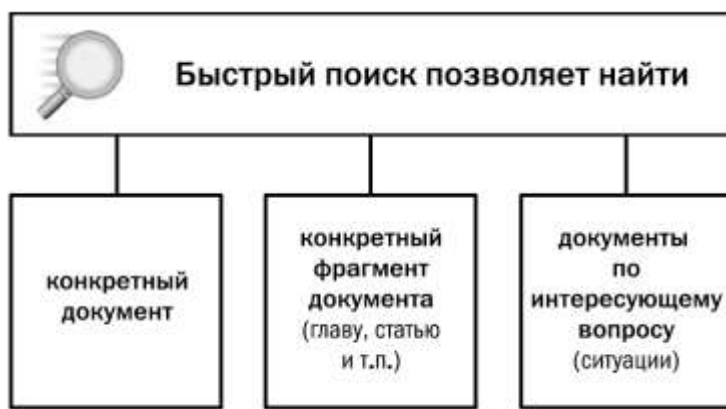 Быстрый поиск позволяет найти
конкретный
документ
конкретный
фрагмент
документа
(главу, статью
и т.п.)
документы
по
интересующему
вопросу
(ситуации)